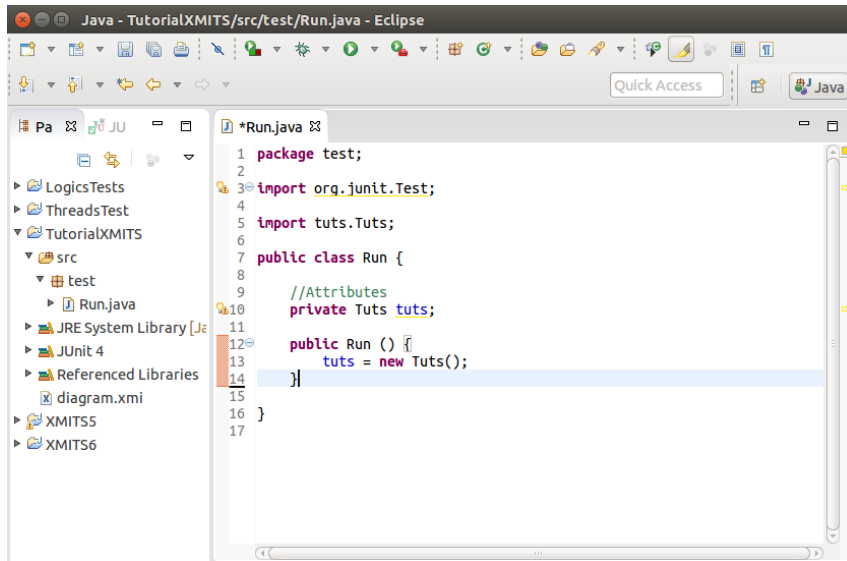 Java - TutorialXMITS/src/test/Run.java - Eclipse
Quick Access
Java
Pa
JU
*Run.java
LogicsTests
ThreadsTest
TutorialXMITS
src
test
Run.java
JRE System Library [Ja
JUnit 4
Referenced Libraries
diagram.xmi
XMITS5
XMITS6
1 package test;
2
3 import org.junit.Test;
4
5 import tuts.Tuts;
6
7 public class Run {
8
9 //Attributes
10 private Tuts tuts;
11
12 public Run () {
13 tuts = new Tuts();
14 }
15
16 }
17